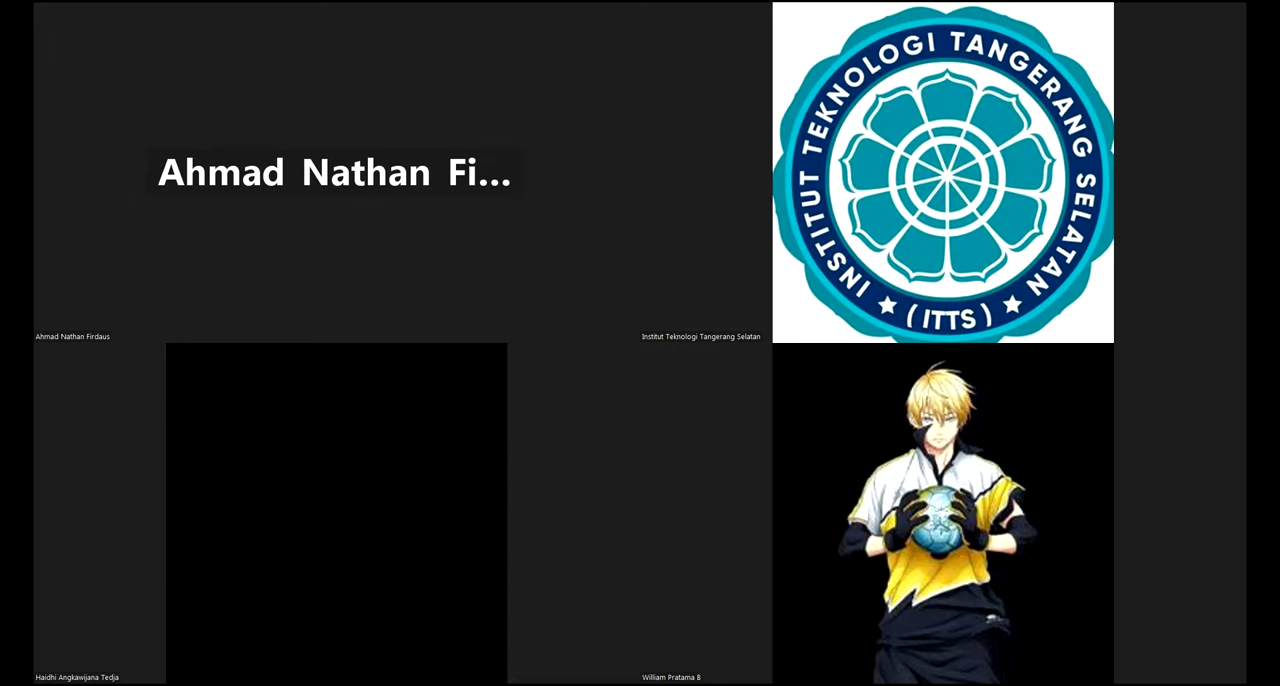 Ahmad Nathan Fi...
INSTITUT TEKNOLOGI TANGERANG SELATAN
( ITTS )
Ahmad Nathan Firdaus
Institut Teknologi Tangerang Selatan
Haidhi Angkawijana Tedja
William Pratama B